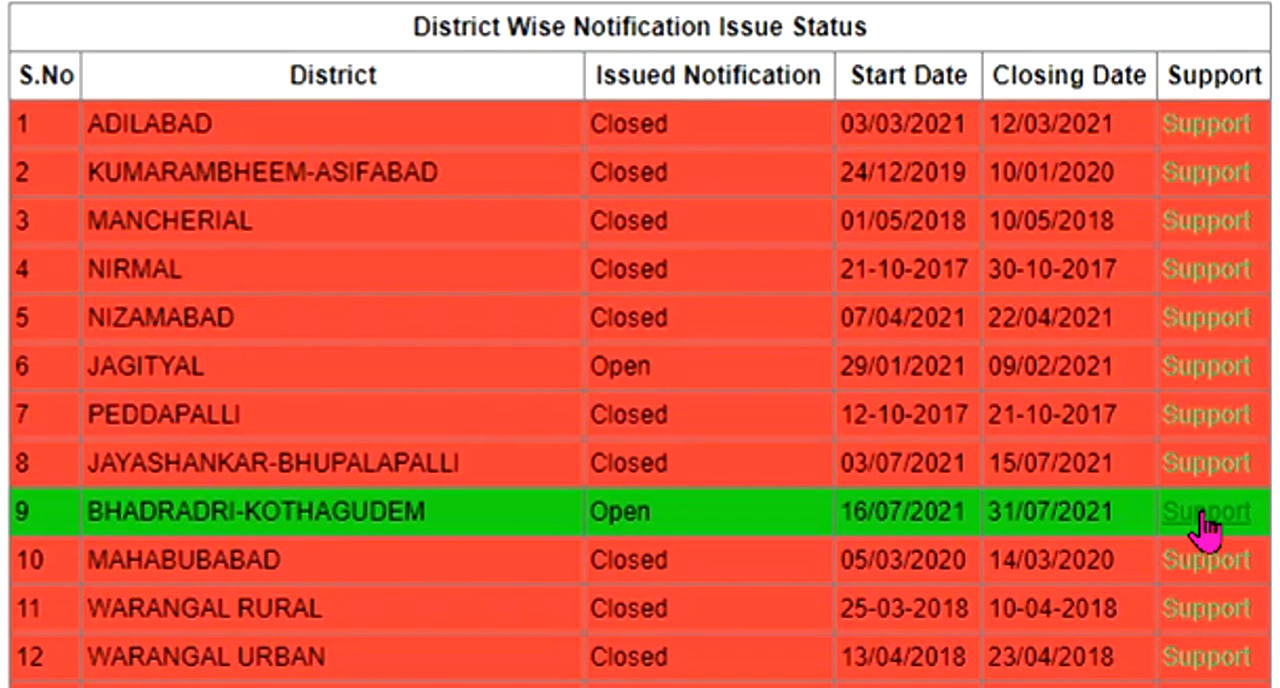 District Wise Notification Issue Status
S.No District Issued Notification Start Date Closing Date Support
1 ADILABAD Closed 03/03/2021 12/03/2021 Support
2 KUMARAMBHEEM-ASIFABAD Closed 24/12/2019 10/01/2020 Support
3 MANCHERIAL Closed 01/05/2018 10/05/2018 Support
4 NIRMAL Closed 21-10-2017 30-10-2017 Support
5 NIZAMABAD Closed 07/04/2021 22/04/2021 Support
6 JAGITYAL Open 29/01/2021 09/02/2021 Support
7 PEDDAPALLI Closed 12-10-2017 21-10-2017 Support
8 JAYASHANKAR-BHUPALAPALLI Closed 03/07/2021 15/07/2021 Support
9 BHADRADRI-KOTHAGUDEM Open 16/07/2021 31/07/2021 Support
10 MAHABUBABAD Closed 05/03/2020 14/03/2020 Support
11 WARANGAL RURAL Closed 25-03-2018 10-04-2018 Support
12 WARANGAL URBAN Closed 13/04/2018 23/04/2018 Support